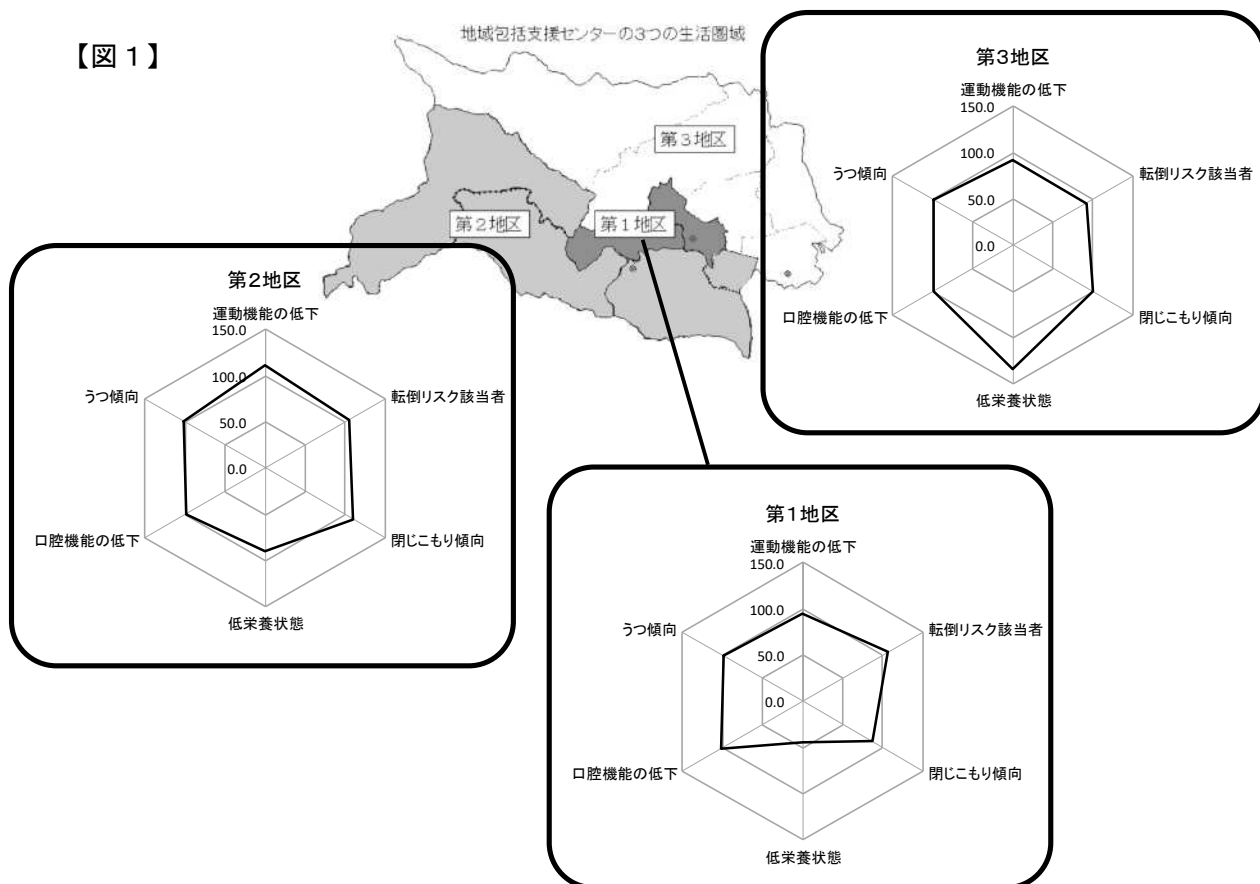 地域包括支援センターの3つの生活圏域
【図1】
第3地区
第2地区
第1地区
第3地区
運動機能の低下
150.0
100.0
50.0
0.0
うつ傾向
転倒リスク該当者
口腔機能の低下
閉じこもり傾向
低栄養状態
第2地区
運動機能の低下
150.0
100.0
50.0
0.0
うつ傾向
転倒リスク該当者
口腔機能の低下
閉じこもり傾向
低栄養状態
第1地区
運動機能の低下
150.0
100.0
50.0
0.0
うつ傾向
転倒リスク該当者
口腔機能の低下
閉じこもり傾向
低栄養状態